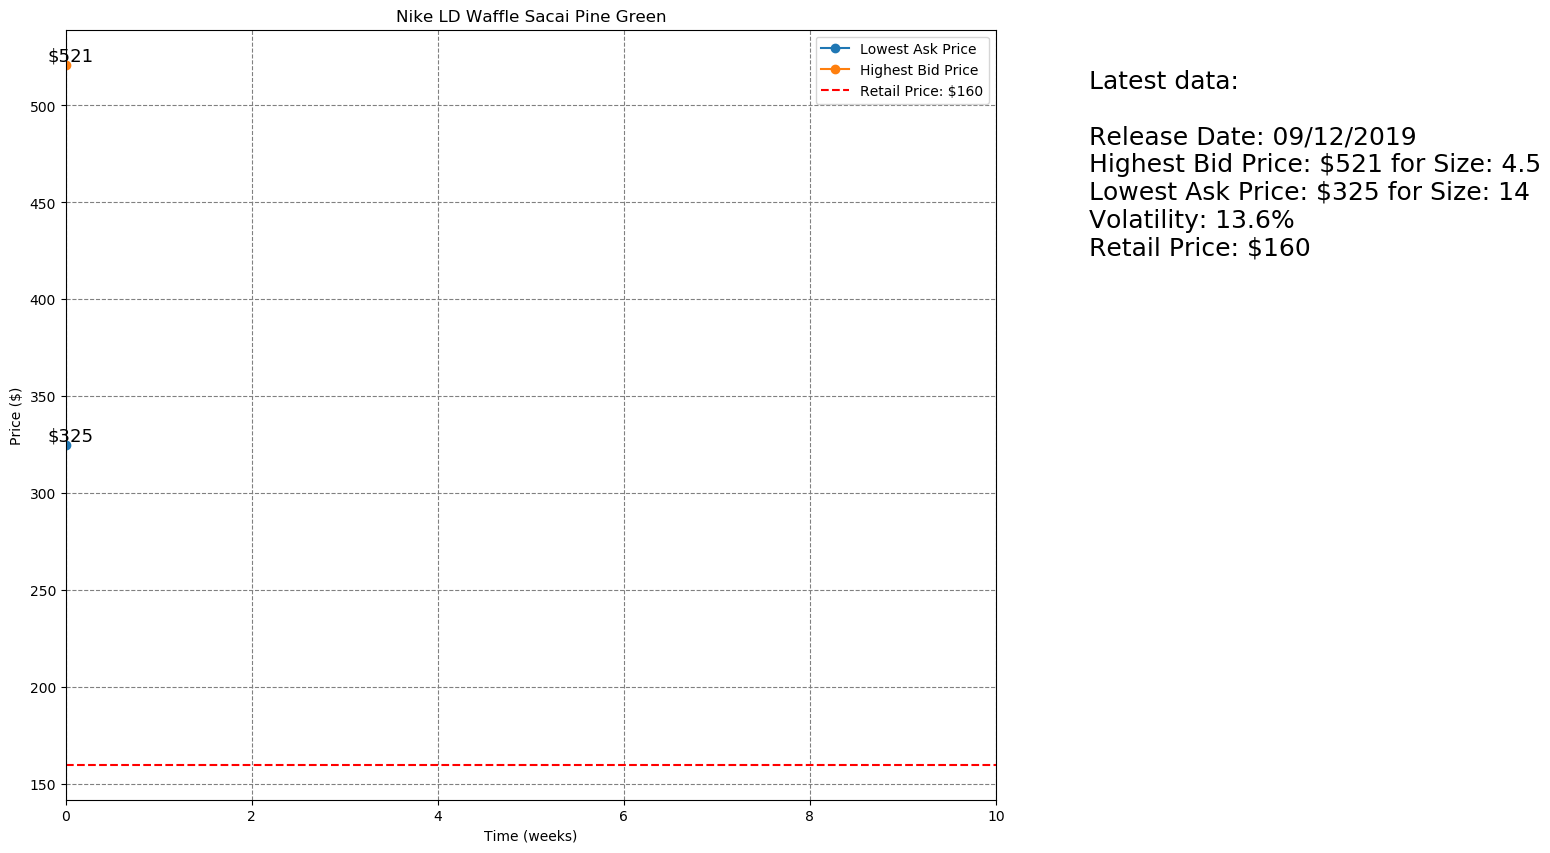 Nike LD Waffle Sacai Pine Green
$521
Lowest Ask Price
Highest Bid Price
Retail Price: $160
500
450
400
350
$325
300
250
200
150
Price ($)
0 2 4 6 8 10
Time (weeks)
Latest data:
Release Date: 09/12/2019
Highest Bid Price: $521 for Size: 4.5
Lowest Ask Price: $325 for Size: 14
Volatility: 13.6%
Retail Price: $160